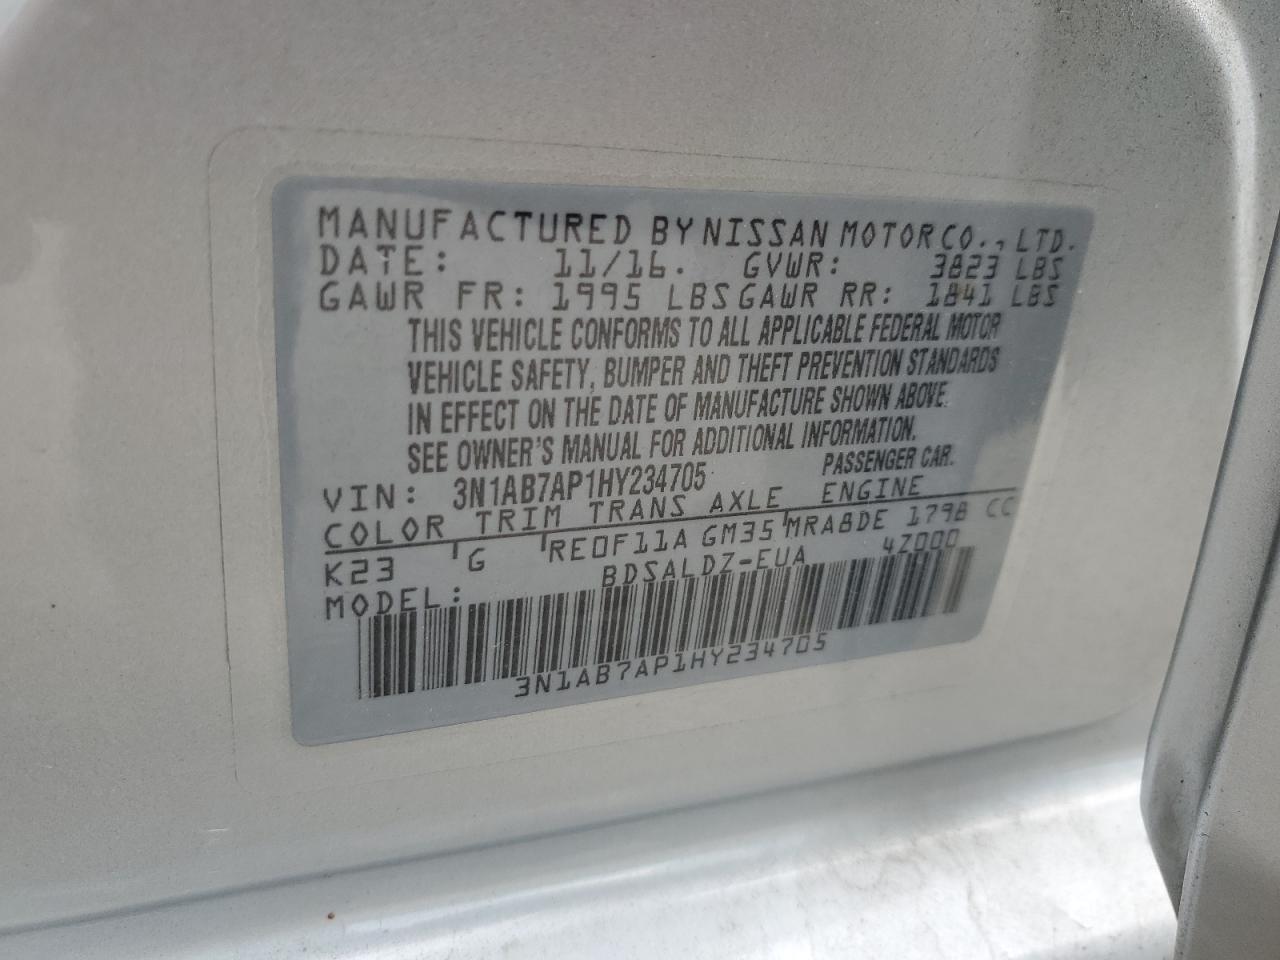 MANUFACTURED BY NISSAN MOTOR CO., LTD.
DATE: 11/16. GVWR: 3823 LBS
GAWR FR: 1995 LBS GAWR RR: 1841 LBS
THIS VEHICLE CONFORMS TO ALL APPLICABLE FEDERAL MOTOR
VEHICLE SAFETY, BUMPER AND THEFT PREVENTION STANDARDS
IN EFFECT ON THE DATE OF MANUFACTURE SHOWN ABOVE.
SEE OWNER'S MANUAL FOR ADDITIONAL INFORMATION.
VIN: 3N1AB7AP1HY234705 PASSENGER CAR.
COLOR TRIM TRANS AXLE ENGINE
K23 'G 'RE0F11A GM35'MRA8DE 1798 CC
MODEL: BDSALDZ-EUA 4Z000
3N1AB7AP1HY234705